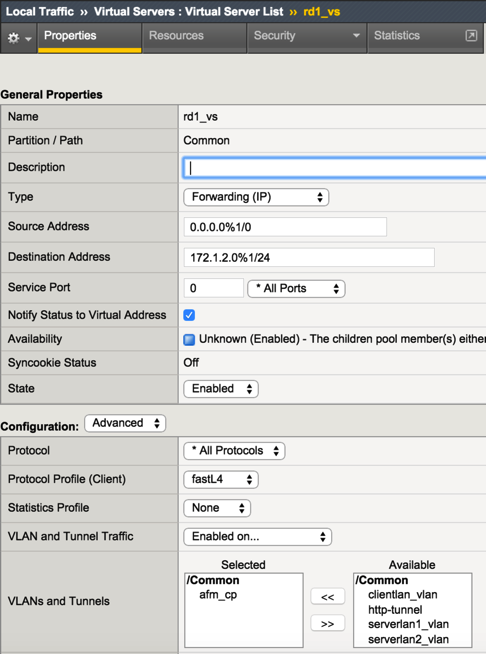 Local Traffic »» Virtual Servers : Virtual Server List »» rd1_vs
Properties Resources Security Statistics
General Properties
Name rd1_vs
Partition / Path Common
Description
Type Forwarding (IP)
Source Address 0.0.0.0%1/0
Destination Address 172.1.2.0%1/24
Service Port 0 * All Ports
Notify Status to Virtual Address
Availability Unknown (Enabled) - The children pool member(s) either
Syncookie Status Off
State Enabled
Configuration: Advanced
Protocol * All Protocols
Protocol Profile (Client) fastL4
Statistics Profile None
VLAN and Tunnel Traffic Enabled on...
Selected Available
/Common << /Common
afm_cp clientlan_vlan
http-tunnel
VLANs and Tunnels >> serverlan1_vlan
serverlan2_vlan